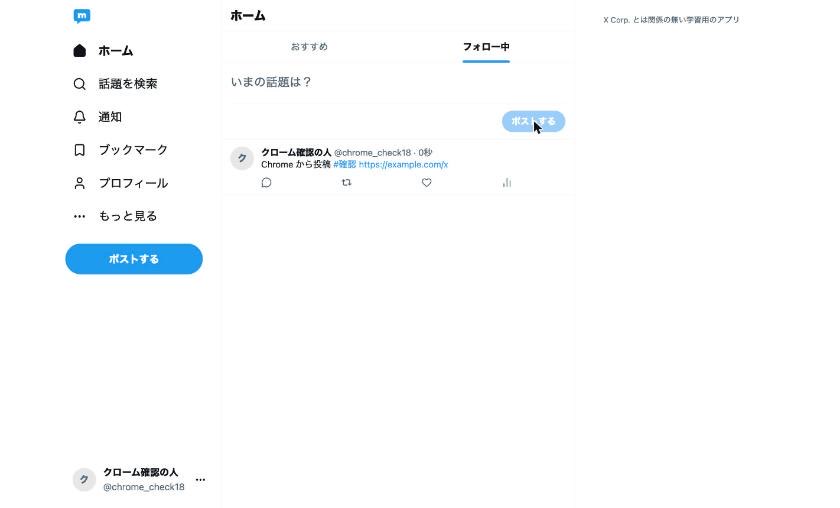 m
ホーム
話題を検索
通知
ブックマーク
プロフィール
もっと見る
ポストする
ク
クローム確認の人
@chrome_check18
ホーム
おすすめ
フォロー中
いまの話題は？
ポストする
ク
クローム確認の人 @chrome_check18 · 0秒
Chrome から投稿 #確認 https://example.com/x
X Corp. とは関係の無い学習用のアプリ